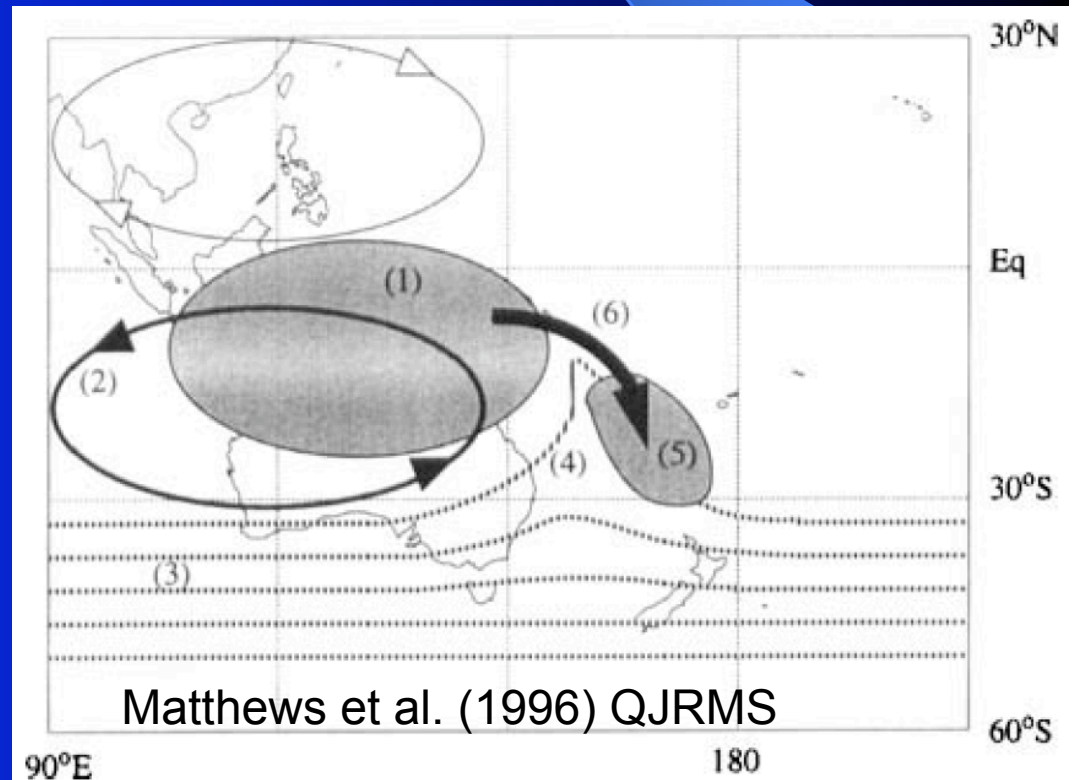 30°N
(1)
Eq
(6)
(2)
(4)
(5)
30°S
(3)
Matthews et al. (1996) QJRMS
60°S
90°E
180